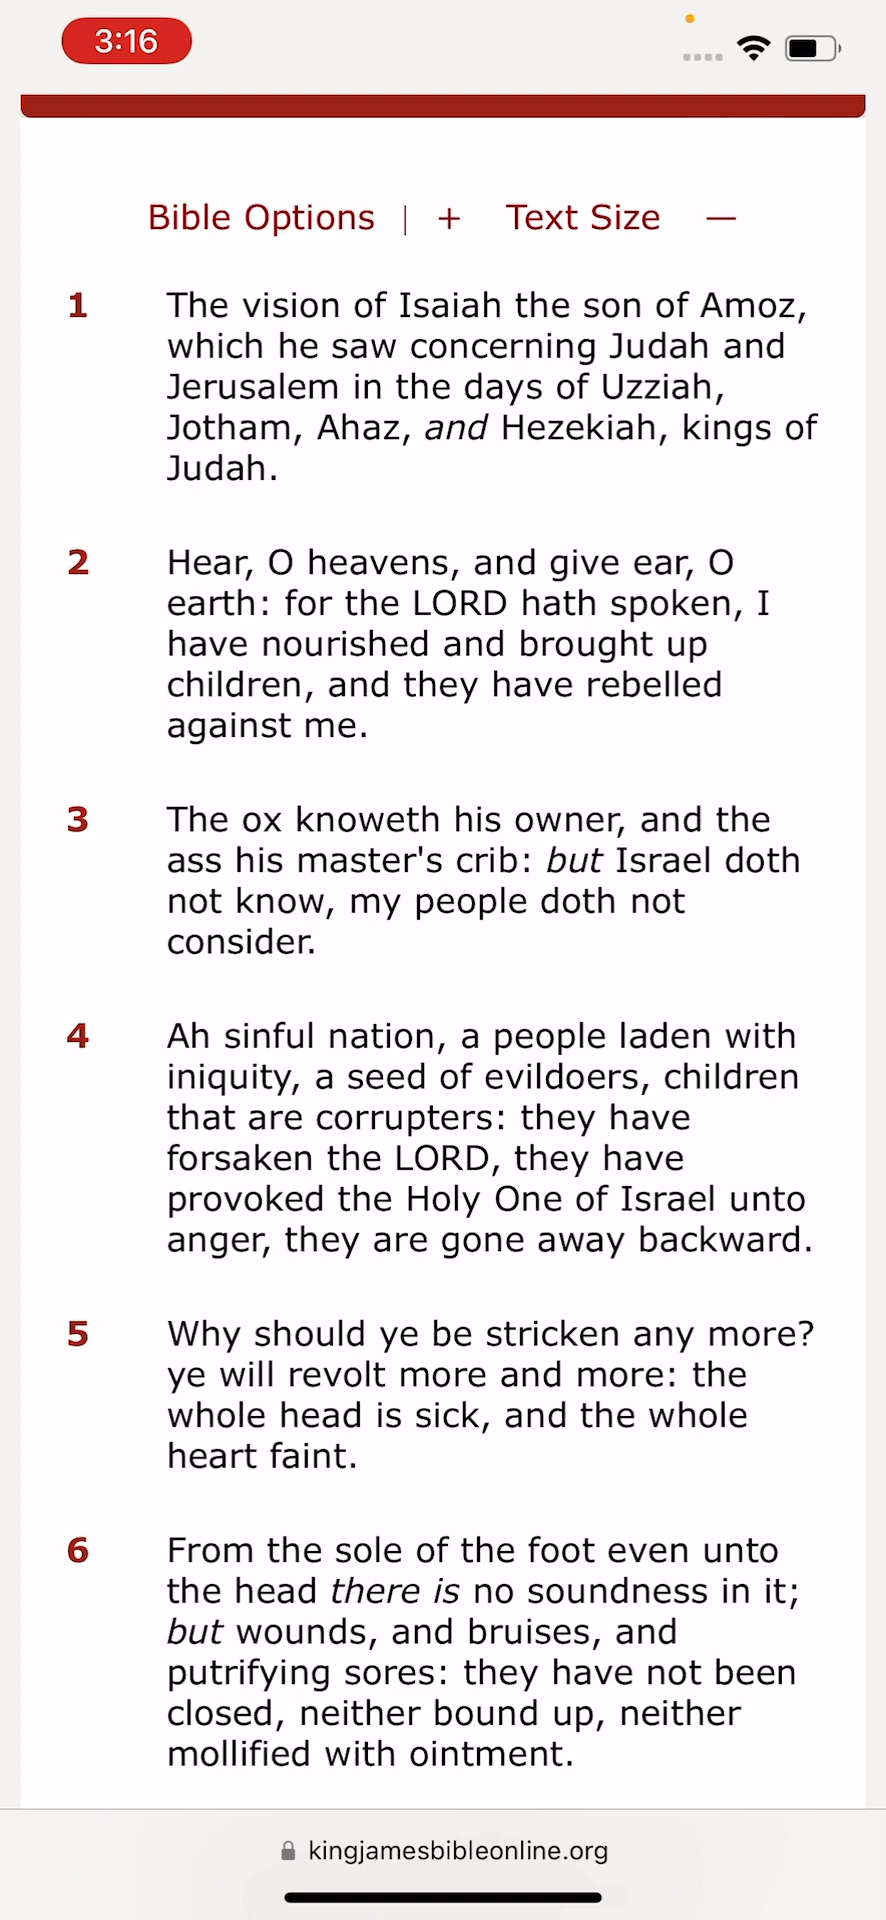 3:16
Bible Options | + Text Size —
1 The vision of Isaiah the son of Amoz,
which he saw concerning Judah and
Jerusalem in the days of Uzziah,
Jotham, Ahaz, and Hezekiah, kings of
Judah.
2 Hear, O heavens, and give ear, O
earth: for the LORD hath spoken, I
have nourished and brought up
children, and they have rebelled
against me.
3 The ox knoweth his owner, and the
ass his master's crib: but Israel doth
not know, my people doth not
consider.
4 Ah sinful nation, a people laden with
iniquity, a seed of evildoers, children
that are corrupters: they have
forsaken the LORD, they have
provoked the Holy One of Israel unto
anger, they are gone away backward.
5 Why should ye be stricken any more?
ye will revolt more and more: the
whole head is sick, and the whole
heart faint.
6 From the sole of the foot even unto
the head there is no soundness in it;
but wounds, and bruises, and
putrifying sores: they have not been
closed, neither bound up, neither
mollified with ointment.
kingjamesbibleonline.org